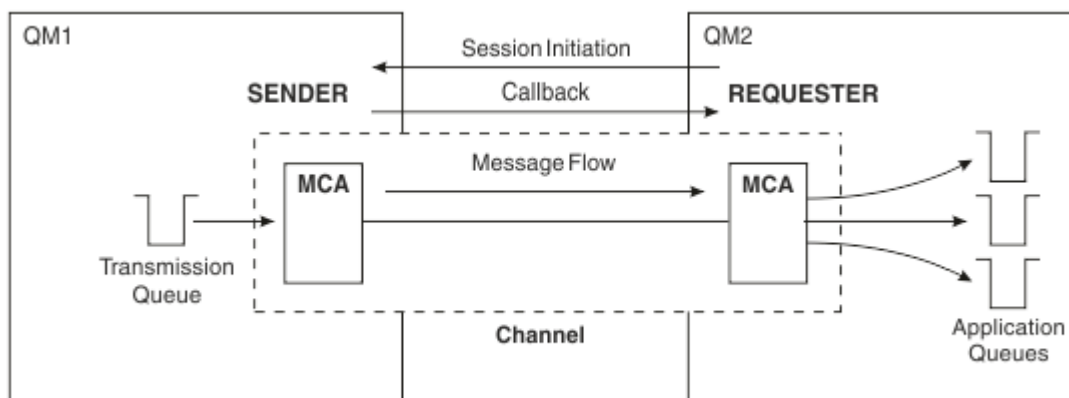 QM1
QM2
Session Initiation
SENDER
Callback
REQUESTER
Message Flow
MCA
MCA
Transmission
Queue
Channel
Application
Queues